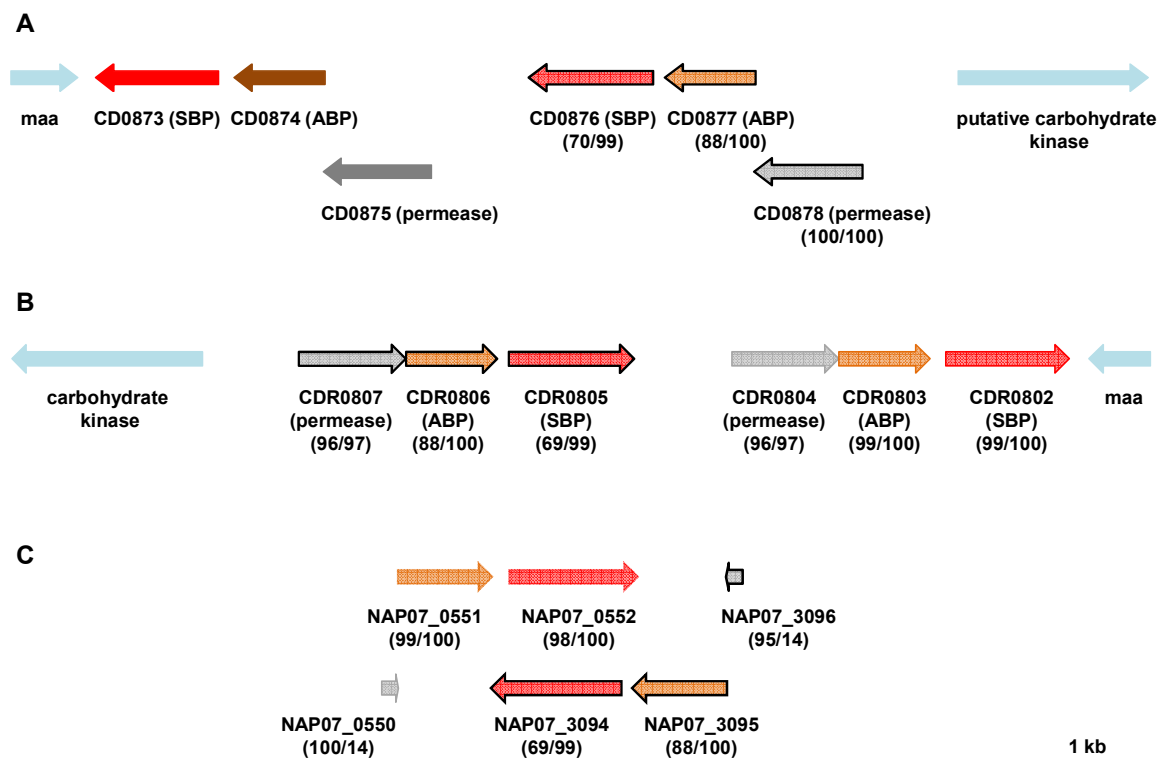 A
maa
CD0873 (SBP)
CD0874 (ABP)
CD0876 (SBP)
(70/99)
CD0877 (ABP)
(88/100)
putative carbohydrate
kinase
CD0875 (permease)
CD0878 (permease)
(100/100)
B
carbohydrate
kinase
CDR0807
(permease)
(96/97)
CDR0806
(ABP)
(88/100)
CDR0805
(SBP)
(69/99)
CDR0804
(permease)
(96/97)
CDR0803
(ABP)
(99/100)
CDR0802
(SBP)
(99/100)
maa
C
NAP07_0551
(99/100)
NAP07_0552
(98/100)
NAP07_3096
(95/14)
NAP07_0550
(100/14)
NAP07_3094
(69/99)
NAP07_3095
(88/100)
1 kb